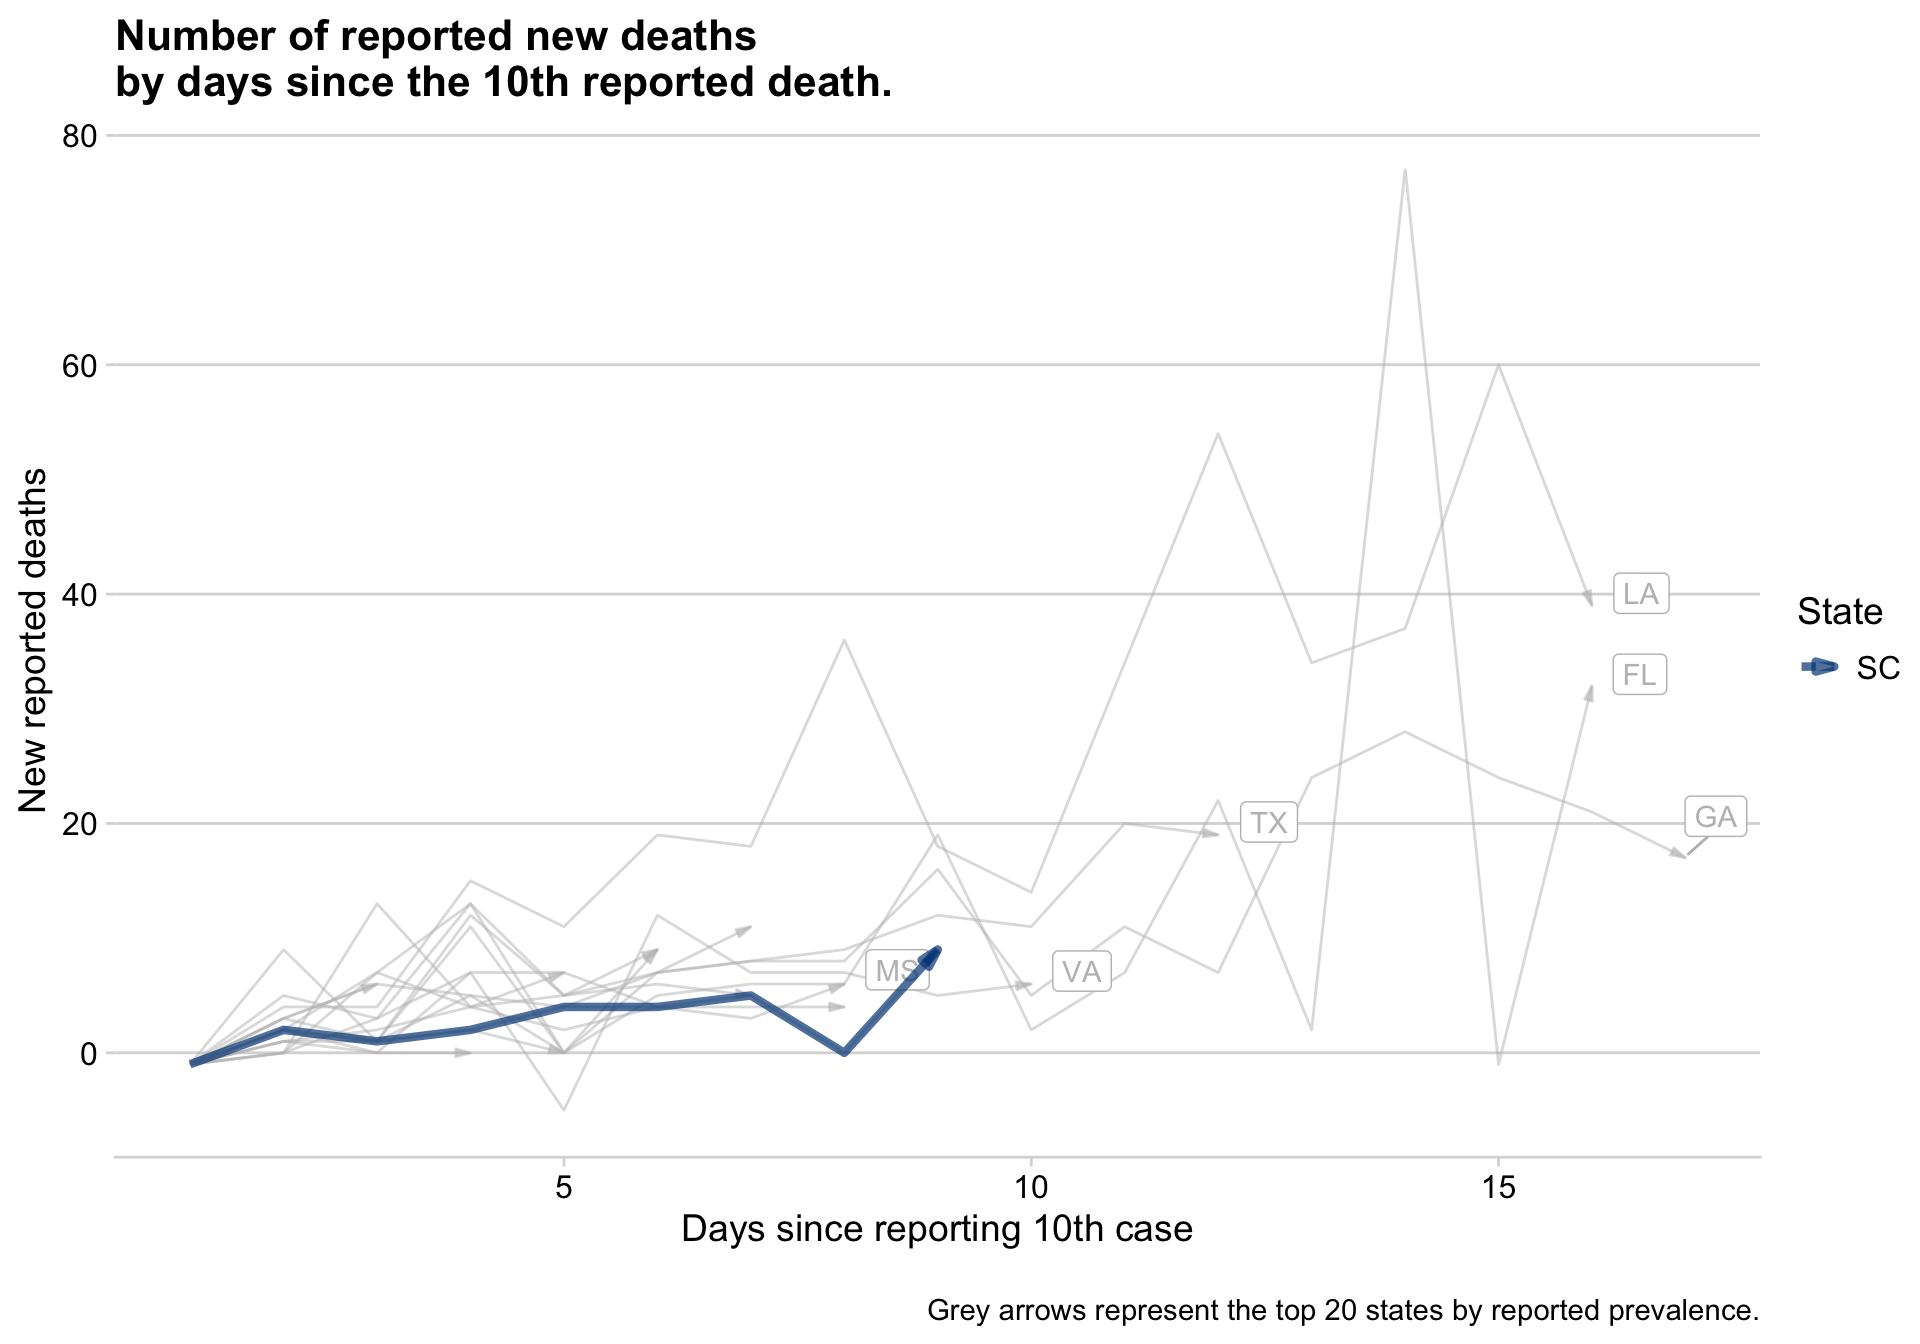 Number of reported new deaths
by days since the 10th reported death.
80
60
40
20
0
New reported deaths
LA
FL
GA
TX
MS
VA
State
SC
5
10
15
Days since reporting 10th case
Grey arrows represent the top 20 states by reported prevalence.